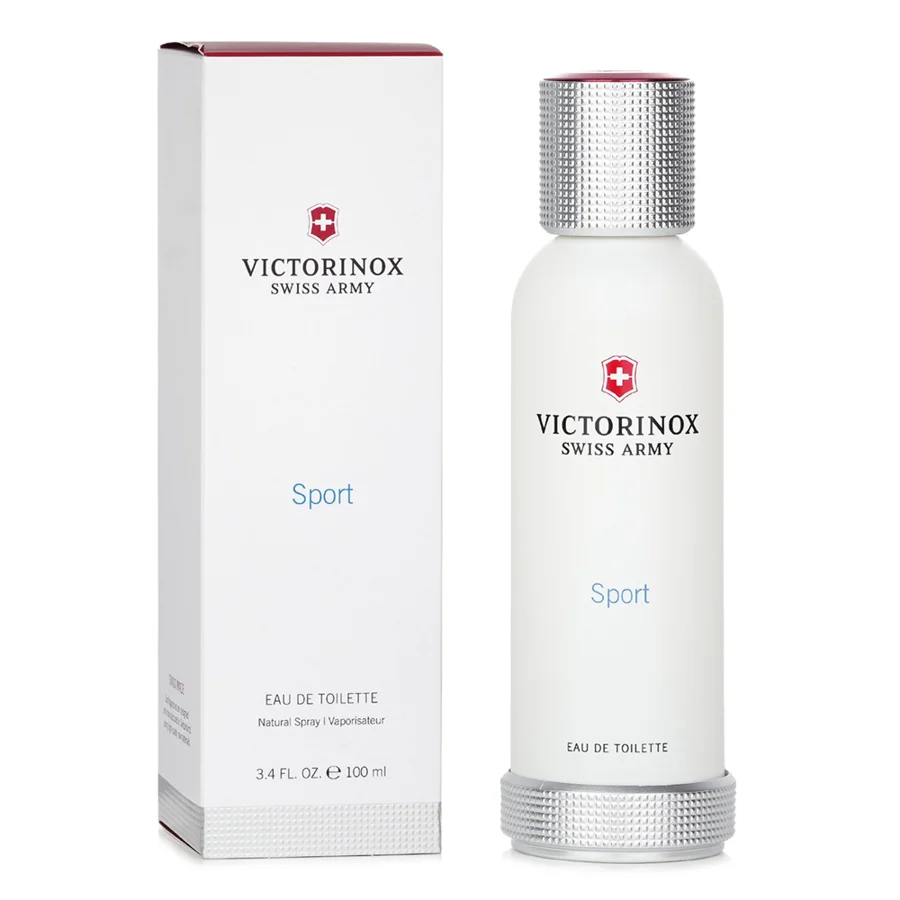 VICTORINOX
SWISS ARMY
Sport
EAU DE TOILETTE
Natural Spray | Vaporisateur
3.4 FL. OZ. ℮ 100 ml
VICTORINOX
SWISS ARMY
Sport
EAU DE TOILETTE